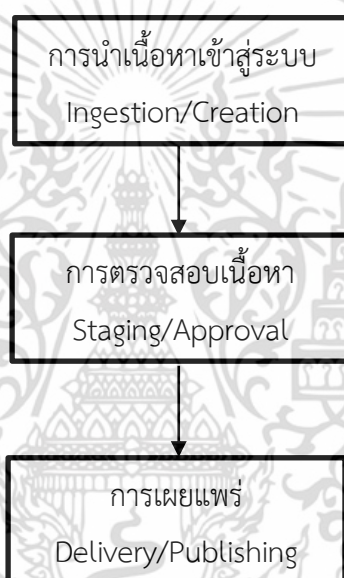 การนำเนื้อหาเข้าสู่ระบบ
Ingestion/Creation
การตรวจสอบเนื้อหา
Staging/Approval
การเผยแพร่
Delivery/Publishing